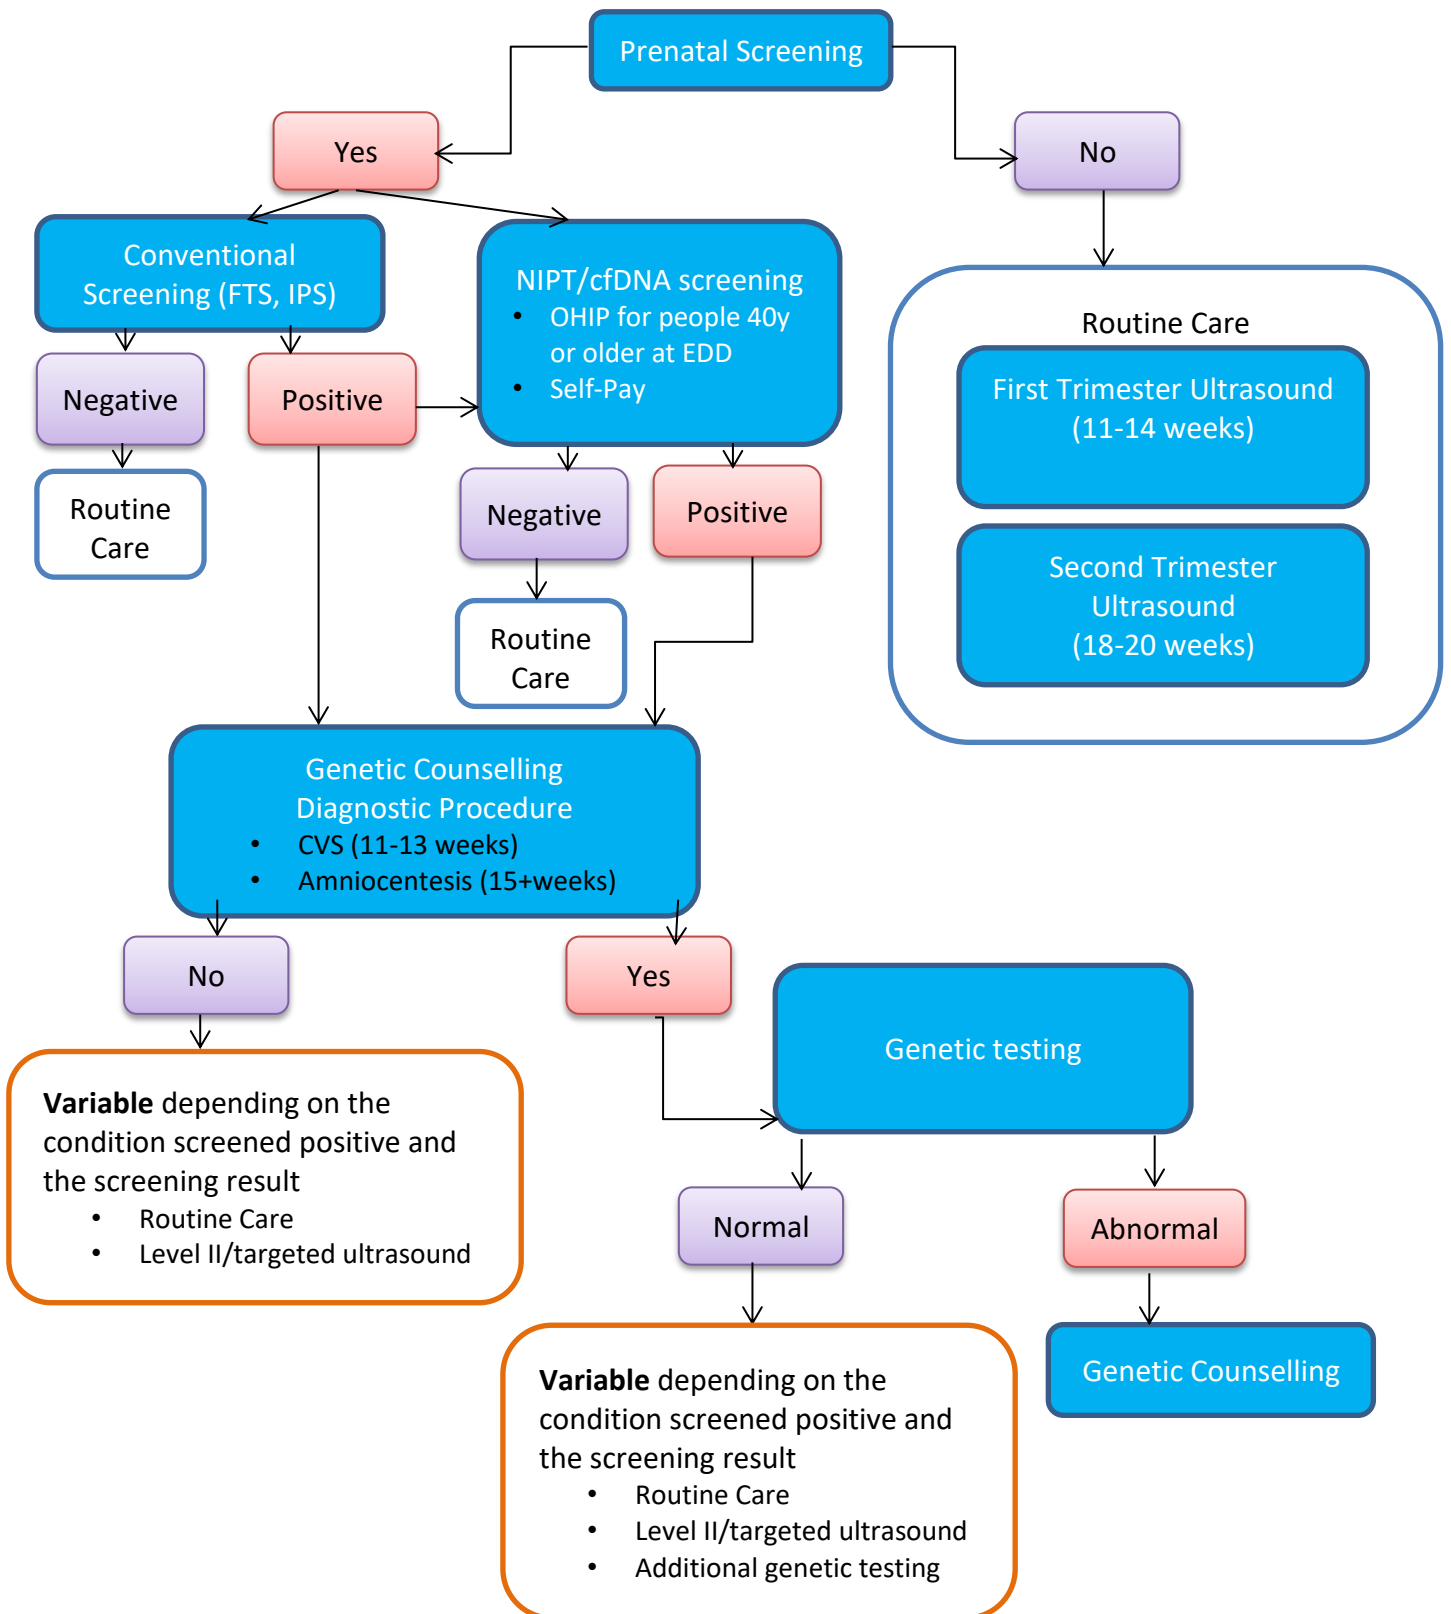 Prenatal Screening
Yes
No
Conventional
Screening (FTS, IPS)
NIPT/cfDNA screening
• OHIP for people 40y
or older at EDD
• Self-Pay
Routine Care
First Trimester Ultrasound
(11-14 weeks)
Second Trimester
Ultrasound
(18-20 weeks)
Negative
Positive
Routine
Care
Negative
Positive
Routine
Care
Genetic Counselling
Diagnostic Procedure
• CVS (11-13 weeks)
• Amniocentesis (15+weeks)
No
Yes
Genetic testing
Variable depending on the
condition screened positive and
the screening result
• Routine Care
• Level II/targeted ultrasound
Normal
Abnormal
Variable depending on the
condition screened positive and
the screening result
• Routine Care
• Level II/targeted ultrasound
• Additional genetic testing
Genetic Counselling